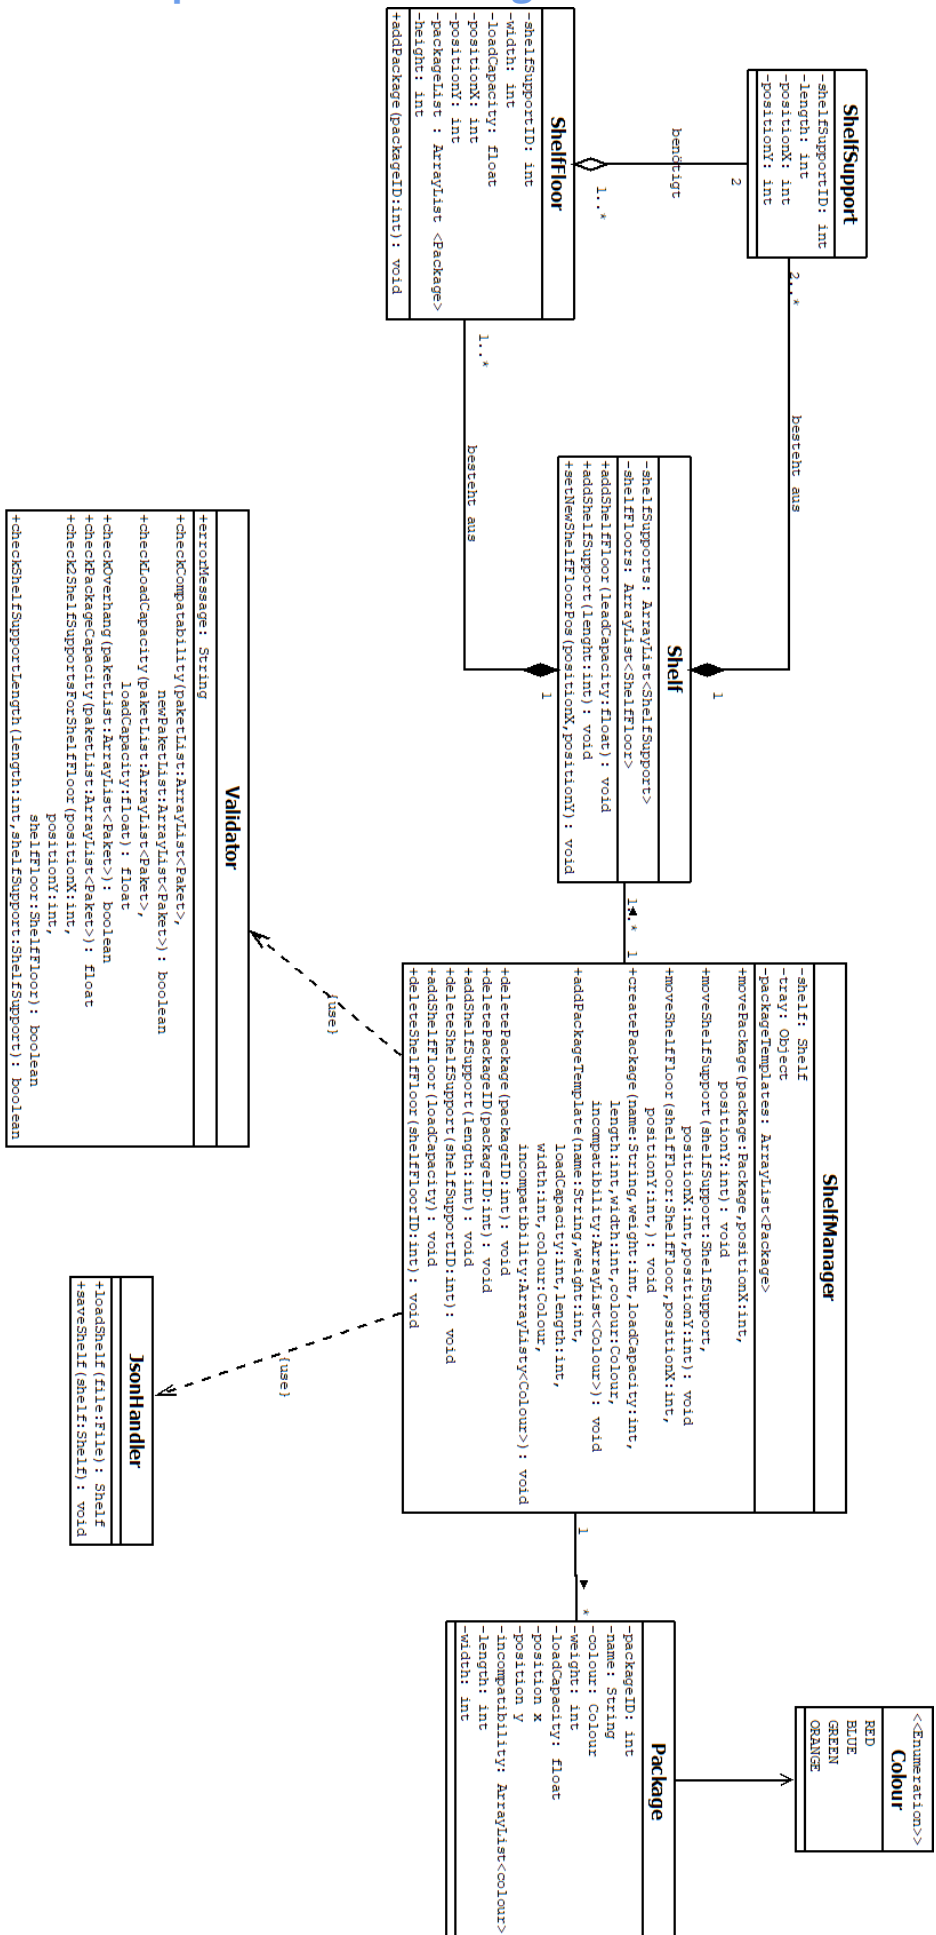 ShelfSupport
-shelfSupportID: int
-length: int
-positionX: int
-positionY: int
2
benötigt
1..*
2..*
besteht aus
1
ShelfFloor
-shelfSupportID: int
-width: int
-loadCapacity: float
-positionX: int
-positionY: int
-packageList : ArrayList <Package>
-height: int
+addPackage(packageID:int): void
1..*
besteht aus
1
Shelf
-shelfSupports: ArrayList<ShelfSupport>
-shelfFloors: ArrayList<ShelfFloor>
+addShelfFloor(leadCapacity:float): void
+addShelfSupport(lenght:int): void
+setNewShelfFloorPos(positionX,positionY): void
1..*
1
ShelfManager
-shelf: Shelf
-tray: Object
-packageTemplates: ArrayList<Package>
+movePackage(package:Package,positionX:int,
positionY:int): void
+moveShelfSupport(shelfSupport:ShelfSupport,
positionX:int,positionY:int): void
+moveShelfFloor(shelfFloor:ShelfFloor,positionX:int,
positionY:int,): void
+createPackage(name:String,weight:int,loadCapacity:int,
length:int,width:int,colour:Colour,
incompatibility:ArrayList<Colour>): void
+addPackageTemplate(name:String,weight:int,
loadCapacity:int,length:int,
width:int,colour:Colour,
incompatibility:ArrayListy<Colour>): void
+deletePackage(packageID:int): void
+deletePackageID(packageID:int): void
+addShelfSupport(length:int): void
+deleteShelfSupport(shelfSupportID:int): void
+addShelfFloor(loadCapacity): void
+deleteShelfFloor(shelfFloorID:int): void
1
*
<<Enumeration>>
Colour
RED
BLUE
GREEN
ORANGE
Package
-packageID: int
-name: String
-colour: Colour
-weight: int
-loadCapacity: float
-position x
-position y
-incompatibility: ArrayList<colour>
-length: int
-width: int
{use}
{use}
Validator
+errorMessage: String
+checkCompatability(paketList:ArrayList<Paket>,
newPaketList:ArrayList<Paket>): boolean
+checkLoadCapacity(paketList:ArrayList<Paket>,
loadCapacity:float): float
+checkOverhang(paketList:ArrayList<Paket>): boolean
+checkPackageCapacity(paketList:ArrayList<Paket>): float
+check2ShelfSupportsForShelfFloor(positionX:int,
positionY:int,
shelfFloor:ShelfFloor): boolean
+checkShelfSupportLength(length:int,shelfSupport:ShelfSupport): boolean
JsonHandler
+loadShelf(file:File): Shelf
+saveShelf(shelf:Shelf): void